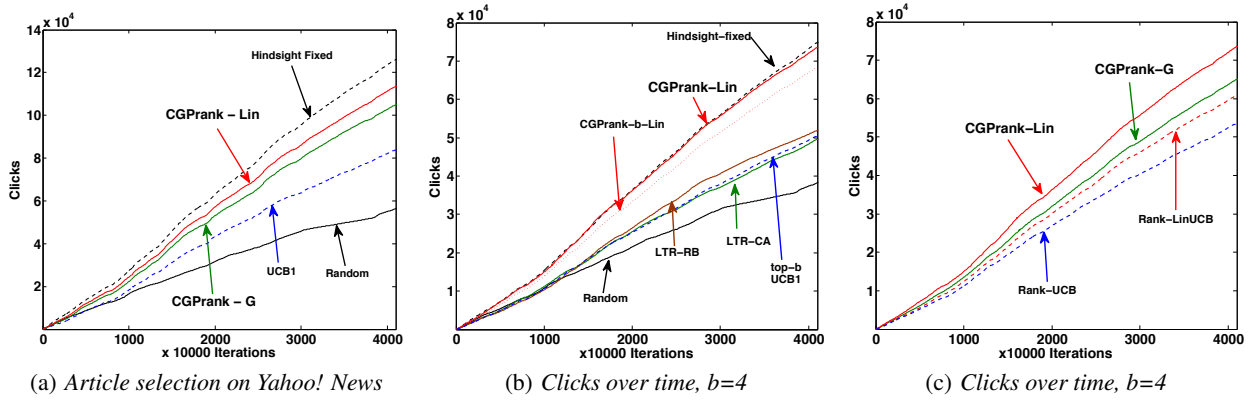 x 10^4
14
12
10
8
6
4
2
0
1000
2000
3000
4000
x 10000 Iterations
Clicks
Hindsight Fixed
CGPrank – Lin
UCB1
Random
CGPrank – G
(a) Article selection on Yahoo! News
x 10^4
8
7
6
5
4
3
2
1
0
0
1000
2000
3000
4000
x10000 Iterations
Hindsight–fixed
CGPrank–Lin
CGPrank–b–Lin
LTR–RB
LTR–CA
top–b
UCB1
Random
(b) Clicks over time, b=4
x 10^4
8
7
6
5
4
3
2
1
0
0
1000
2000
3000
4000
x10000 Iterations
CGPrank–G
CGPrank–Lin
Rank–LinUCB
Rank–UCB
(c) Clicks over time, b=4